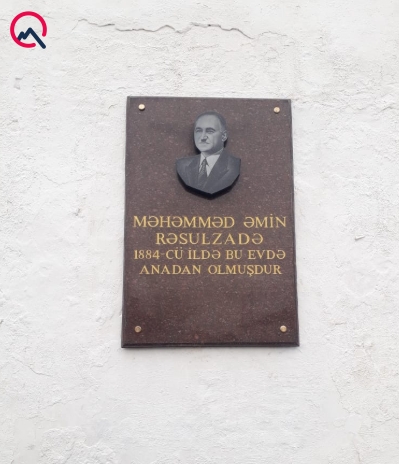 MƏHƏMMƏD ƏMİN
RƏSULZADƏ
1884-CÜ İLDƏ BU EVDƏ
ANADAN OLMUŞDUR